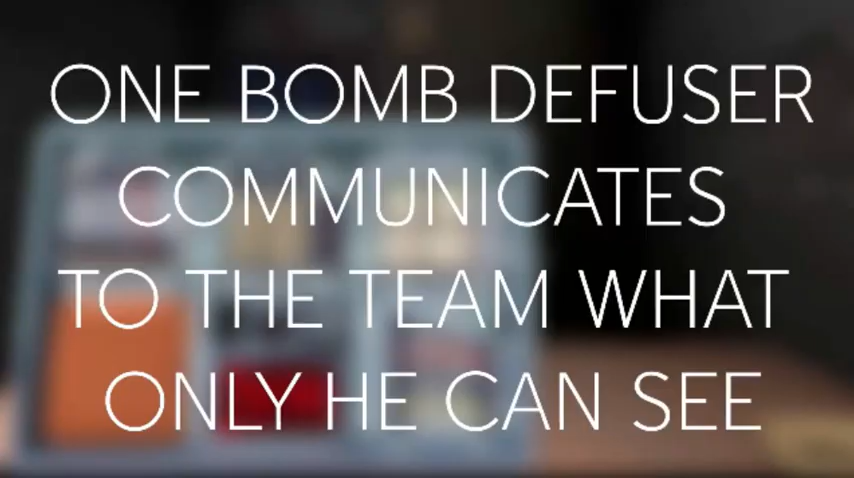 ONE BOMB DEFUSER
COMMUNICATES
TO THE TEAM WHAT
ONLY HE CAN SEE